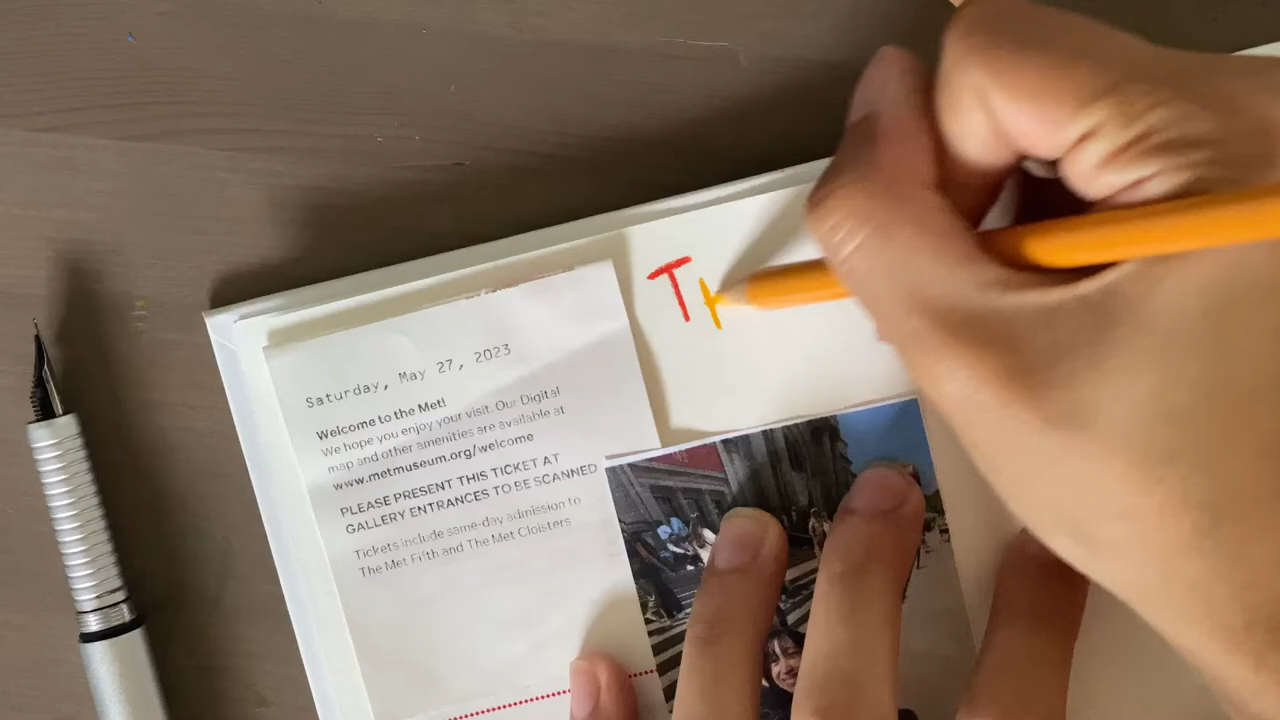 Saturday, May 27, 2023
Welcome to the Met!
We hope you enjoy your visit. Our Digital
map and other amenities are available at
www.metmuseum.org/welcome
PLEASE PRESENT THIS TICKET AT
GALLERY ENTRANCES TO BE SCANNED
Tickets include same-day admission to
The Met Fifth and The Met Cloisters
T